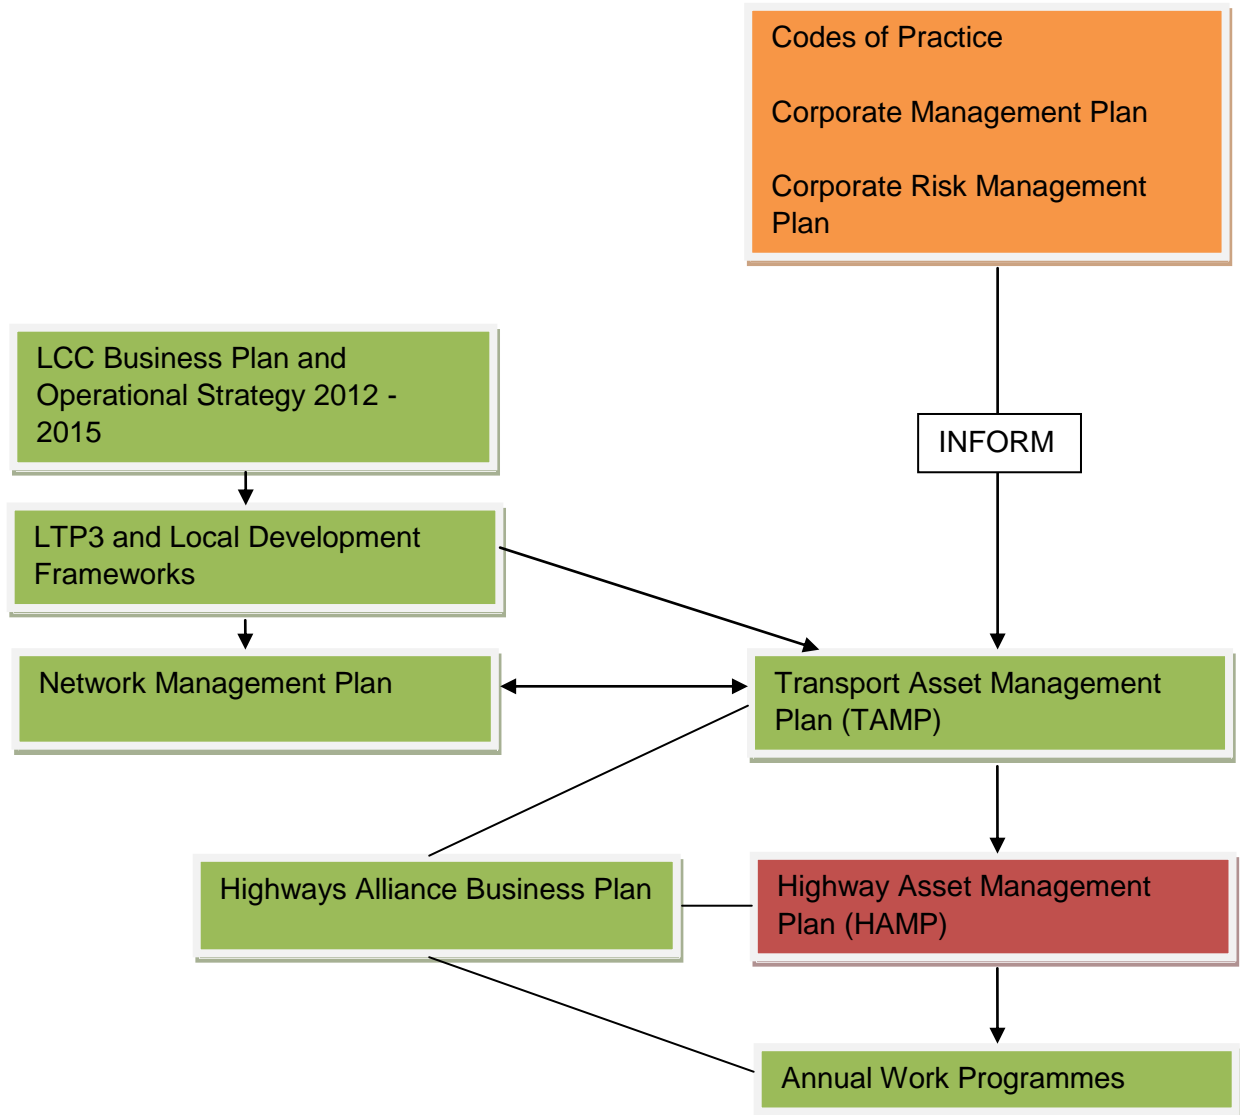 Codes of Practice
Corporate Management Plan
Corporate Risk Management
Plan
LCC Business Plan and
Operational Strategy 2012 -
2015
INFORM
LTP3 and Local Development
Frameworks
Network Management Plan
Transport Asset Management
Plan (TAMP)
Highways Alliance Business Plan
Highway Asset Management
Plan (HAMP)
Annual Work Programmes